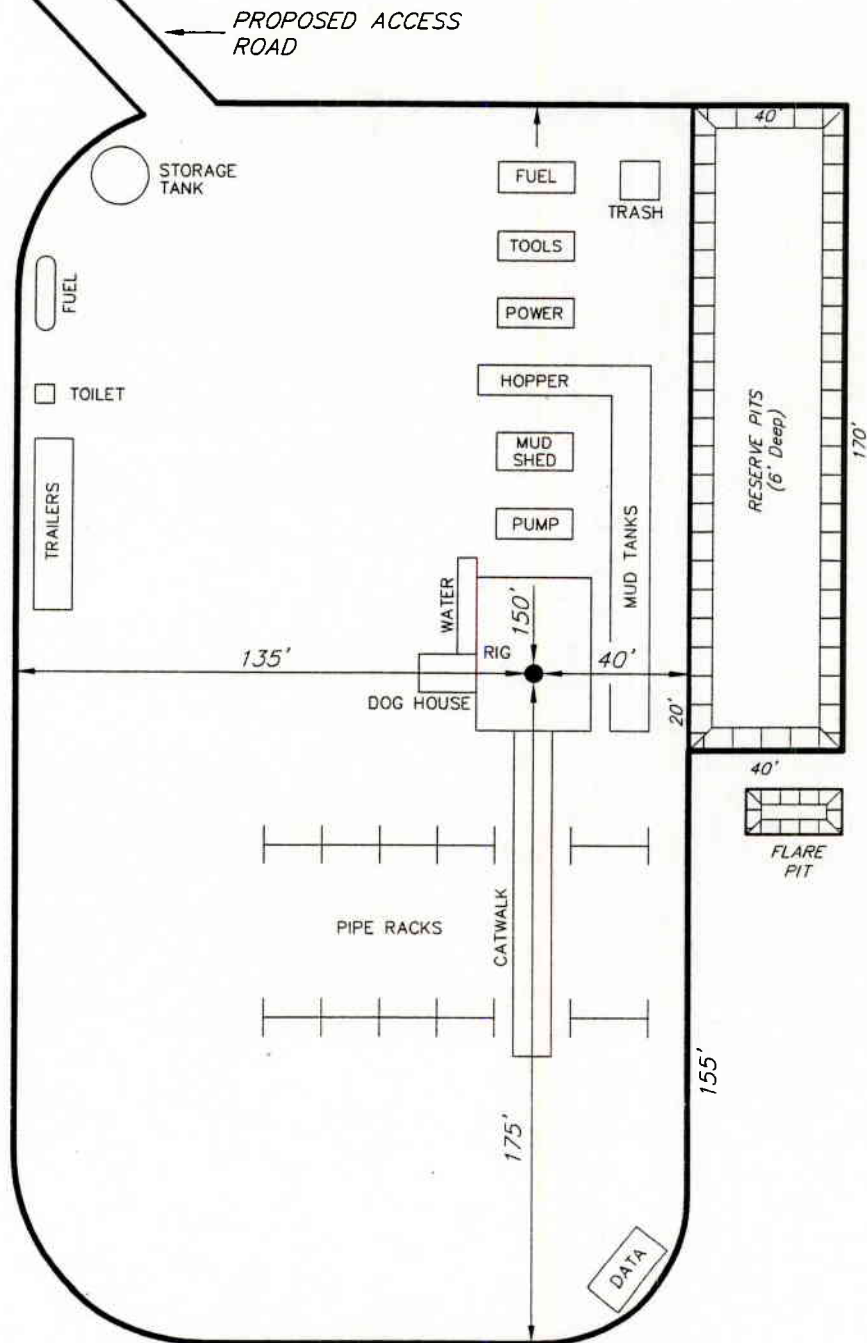 PROPOSED ACCESS
ROAD
40'
STORAGE
TANK
FUEL
TRASH
TOOLS
FUEL
POWER
TOILET
HOPPER
RESERVE PITS
(6' Deep)
170'
MUD
SHED
TRAILERS
PUMP
MUD TANKS
WATER
150'
RIG
135'
40'
DOG HOUSE
20'
40'
FLARE
PIT
PIPE RACKS
CATWALK
155'
175'
DATA